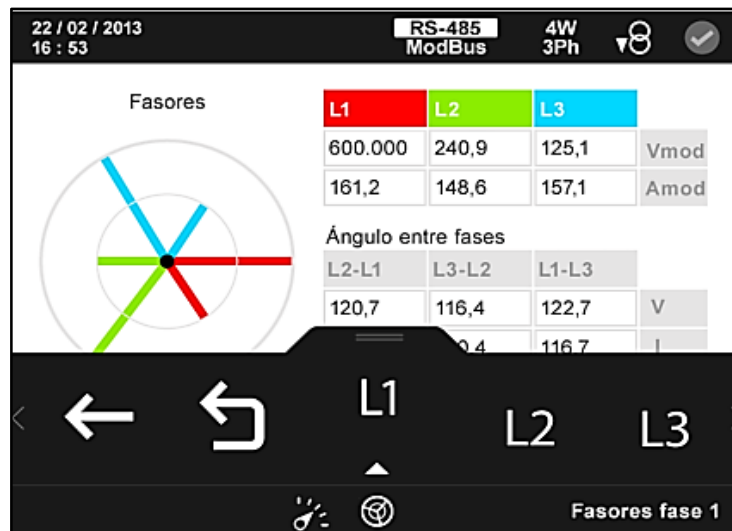 22 / 02 / 2013 RS-485 4W
16 : 53 ModBus 3Ph
Fasores
L1 L2 L3
600.000 240,9 125,1 Vmod
161,2 148,6 157,1 Amod
Ángulo entre fases
L2-L1 L3-L2 L1-L3
120,7 116,4 122,7 V
116,7
L1 L2 L3
Fasores fase 1